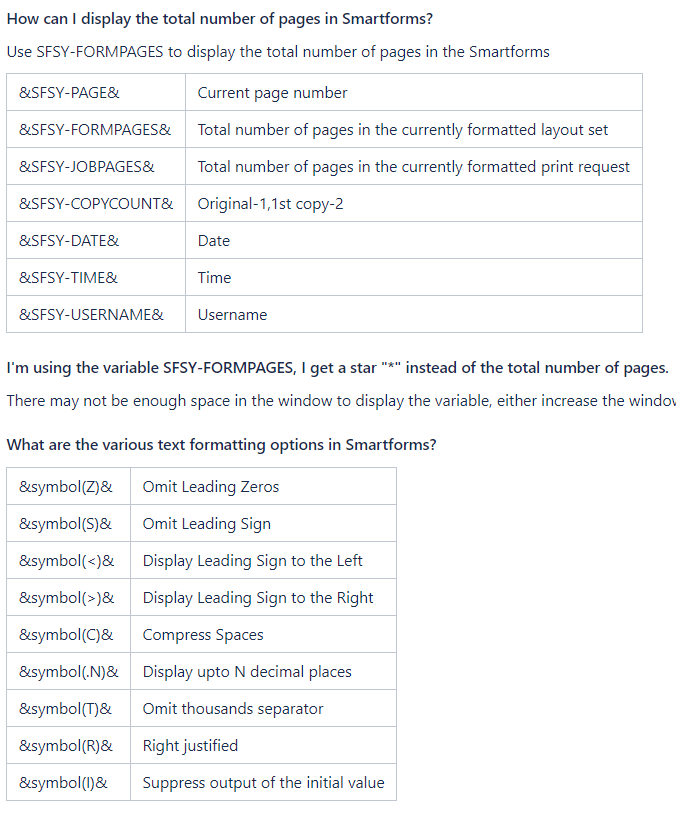 How can I display the total number of pages in Smartforms?
Use SFSY-FORMPAGES to display the total number of pages in the Smartforms
&SFSY-PAGE& Current page number
&SFSY-FORMPAGES& Total number of pages in the currently formatted layout set
&SFSY-JOBPAGES& Total number of pages in the currently formatted print request
&SFSY-COPYCOUNT& Original-1,1st copy-2
&SFSY-DATE& Date
&SFSY-TIME& Time
&SFSY-USERNAME& Username
I'm using the variable SFSY-FORMPAGES, I get a star "*" instead of the total number of pages.
There may not be enough space in the window to display the variable, either increase the
What are the various text formatting options in Smartforms?
&symbol(Z)& Omit Leading Zeros
&symbol(S)& Omit Leading Sign
&symbol(<)& Display Leading Sign to the Left
&symbol(>)& Display Leading Sign to the Right
&symbol(C)& Compress Spaces
&symbol(.N)& Display upto N decimal places
&symbol(T)& Omit thousands separator
&symbol(R)& Right justified
&symbol(I)& Suppress output of the initial value